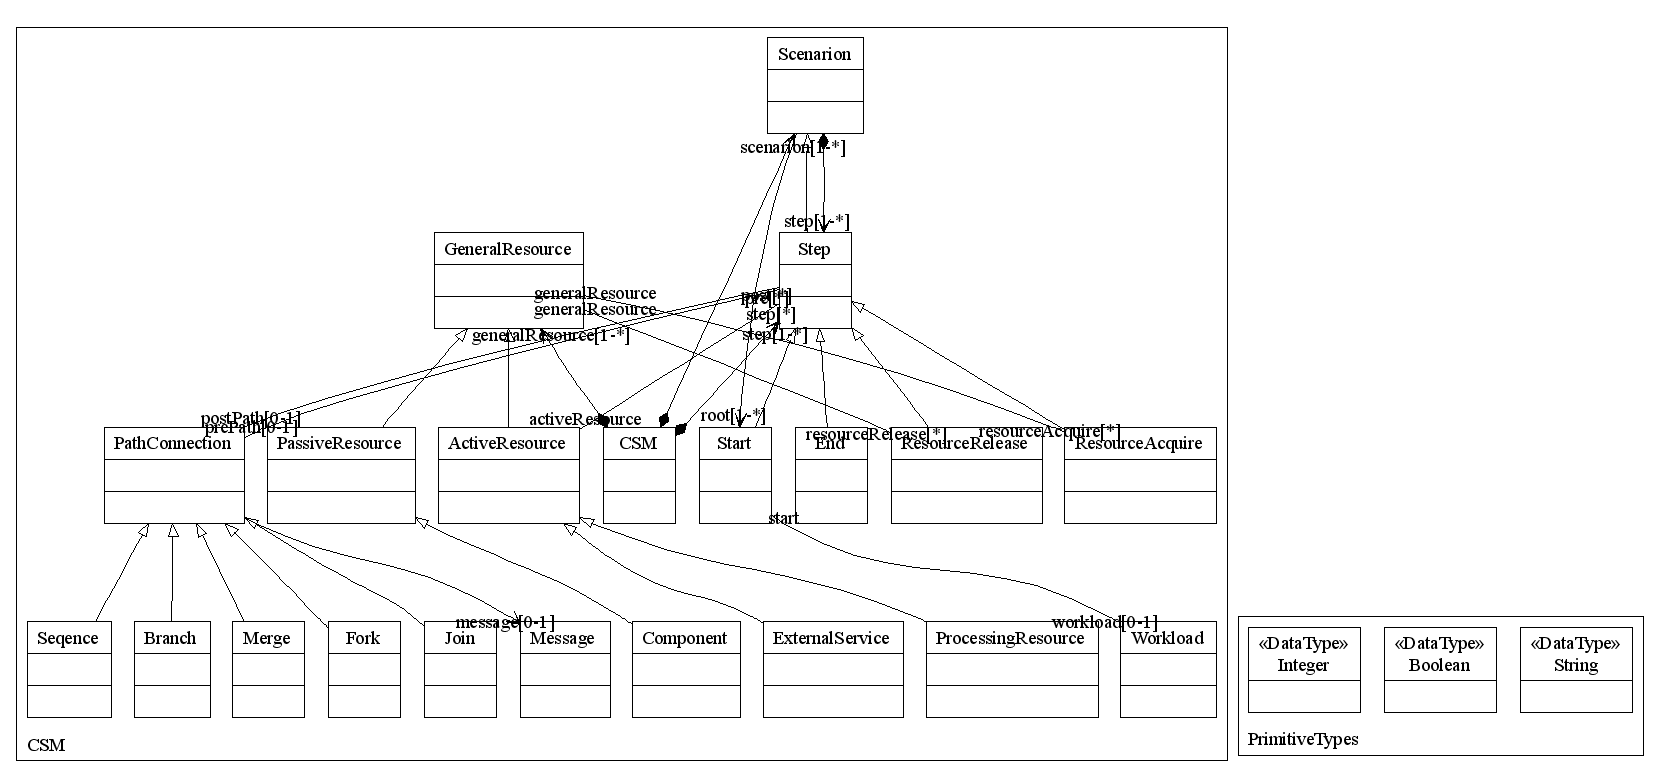 Scenarion
scenarion[1-*]
step[1-*]
GeneralResource
Step
generalResource
generalResource
post[*]
pre[*]
step[*]
generalResource[1-*]
step[1-*]
postPath[0-1]
prePath[0-1]
activeResource
root[1-*]
resourceRelease[*]
resourceAcquire[*]
PathConnection
PassiveResource
ActiveResource
CSM
Start
End
ResourceRelease
ResourceAcquire
start
message[0-1]
workload[0-1]
Seqence
Branch
Merge
Fork
Join
Message
Component
ExternalService
ProcessingResource
Workload
CSM
«DataType»
Integer
«DataType»
Boolean
«DataType»
String
PrimitiveTypes